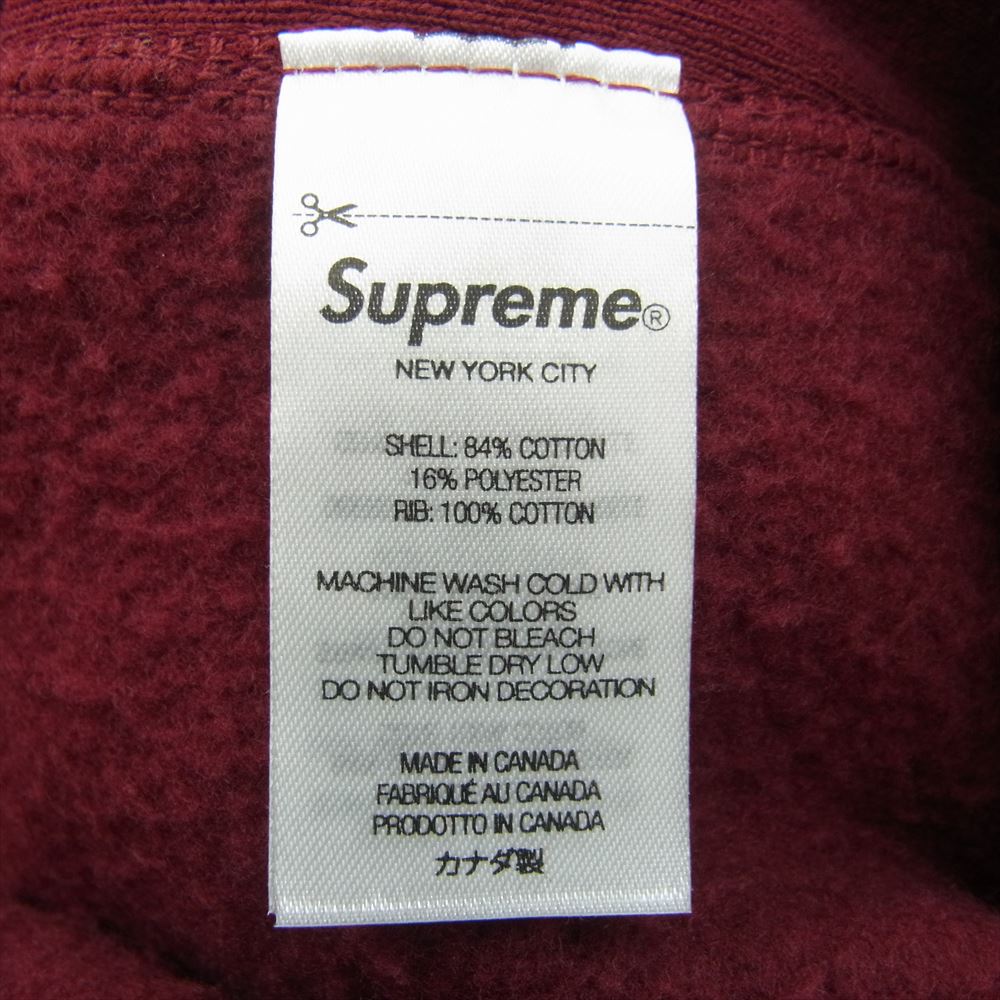 Supreme®
NEW YORK CITY
SHELL: 84% COTTON
16% POLYESTER
RIB: 100% COTTON
MACHINE WASH COLD WITH
LIKE COLORS
DO NOT BLEACH
TUMBLE DRY LOW
DO NOT IRON DECORATION
MADE IN CANADA
FABRIQUÉ AU CANADA
PRODOTTO IN CANADA
カナダ製